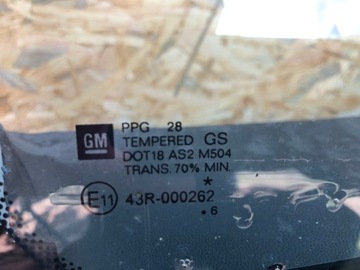 GM
PPG 28
TEMPERED GS
DOT18 AS2 M504
TRANS. 70% MIN.
*
E11 43R-000262
.6